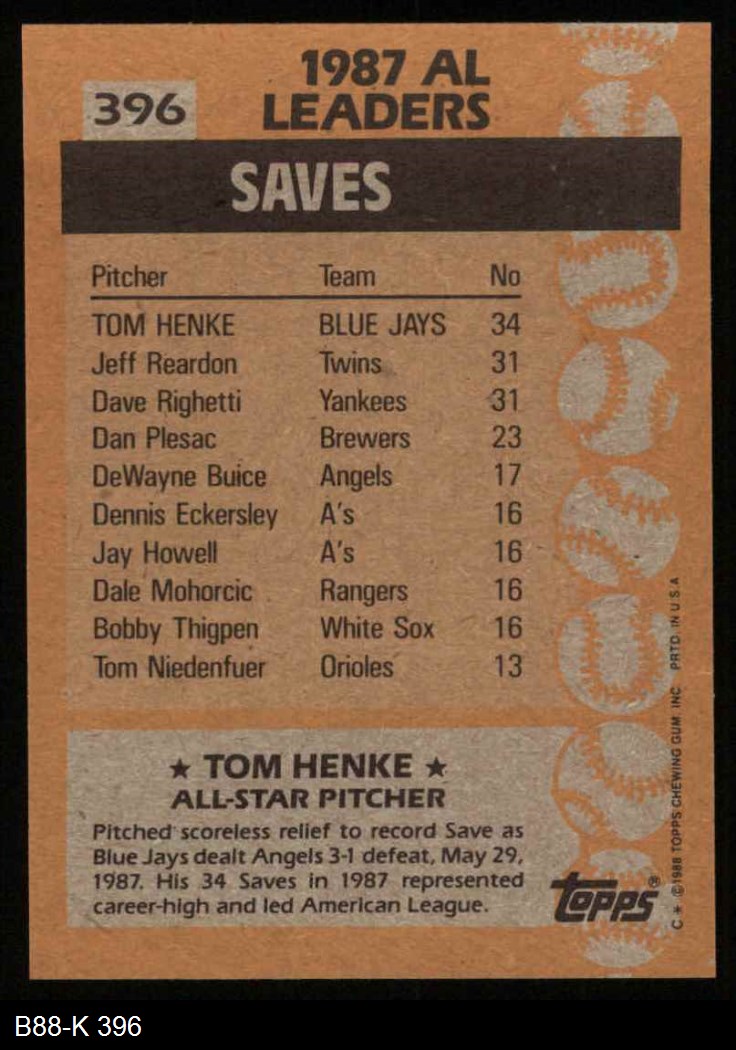 1987 AL
LEADERS
396
SAVES
Pitcher Team No
TOM HENKE BLUE JAYS 34
Jeff Reardon Twins 31
Dave Righetti Yankees 31
Dan Plesac Brewers 23
DeWayne Buice Angels 17
Dennis Eckersley A's 16
Jay Howell A's 16
Dale Mohorcic Rangers 16
Bobby Thigpen White Sox 16
Tom Niedenfuer Orioles 13
★ TOM HENKE ★
ALL-STAR PITCHER
Pitched scoreless relief to record Save as
Blue Jays dealt Angels 3-1 defeat, May 29,
1987. His 34 Saves in 1987 represented
career-high and led American League.
topps®
C * ©1988 TOPPS CHEWING GUM, INC. PRTD. IN U.S.A.
B88-K 396